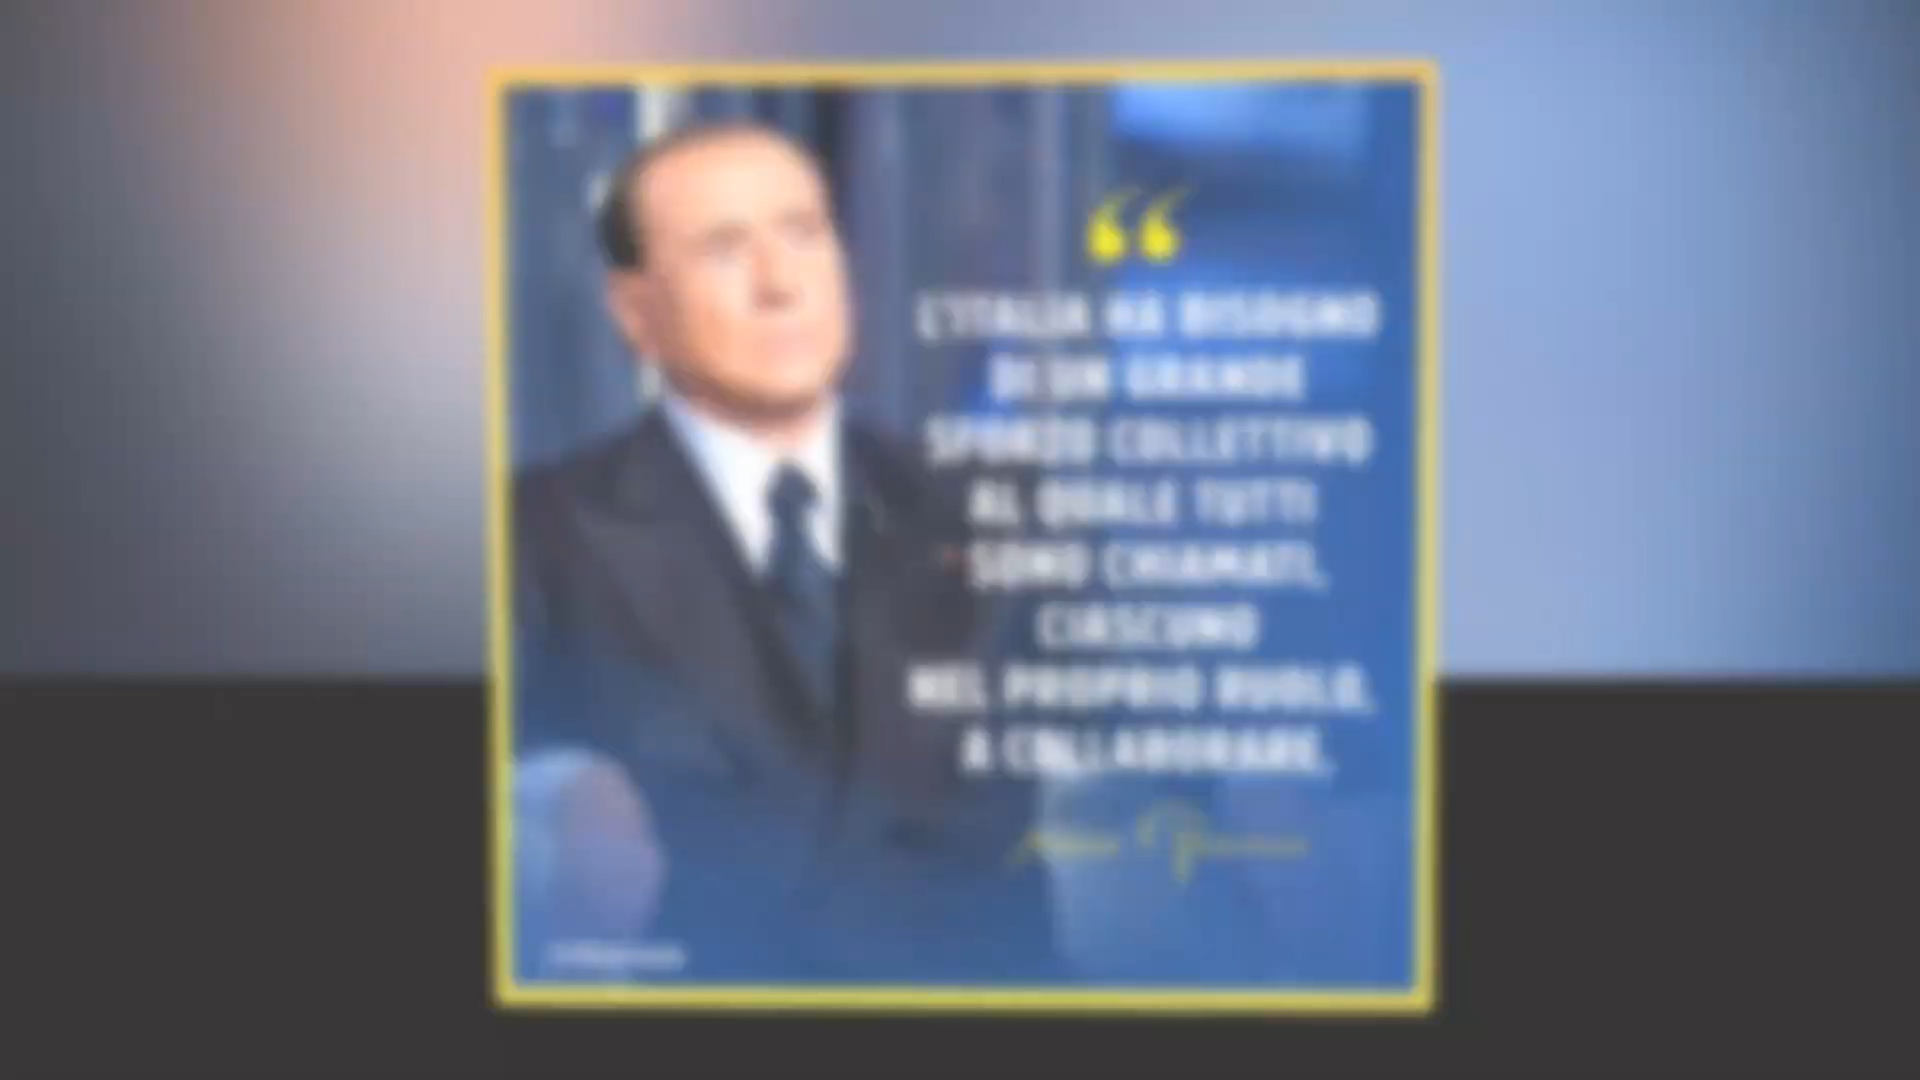 L'ITALIA HA BISOGNO
DI UN GRANDE
SFORZO COLLETTIVO
AL QUALE TUTTI
SONO CHIAMATI,
CIASCUNO
NEL PROPRIO RUOLO,
A COLLABORARE.